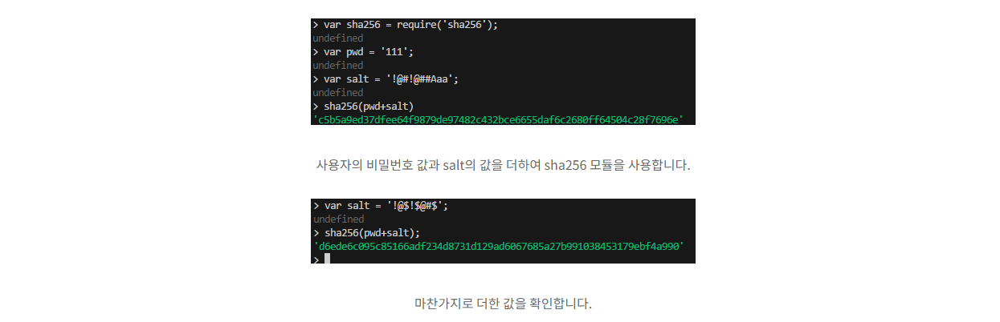 > var sha256 = require('sha256');
undefined
> var pwd = '111';
undefined
> var salt = '!@#!@##Aaa';
undefined
> sha256(pwd+salt)
'c5b5a9ed37dfee64f9879de97482c432bce6655daf6c2680ff64504c28f7696e'
사용자의 비밀번호 값과 salt의 값을 더하여 sha256 모듈을 사용합니다.
> var salt = '!@$!$@#$';
undefined
> sha256(pwd+salt);
'd6ede6c095c85166adf234d8731d129ad6067685a27b991038453179ebf4a990'
>
마찬가지로 더한 값을 확인합니다.